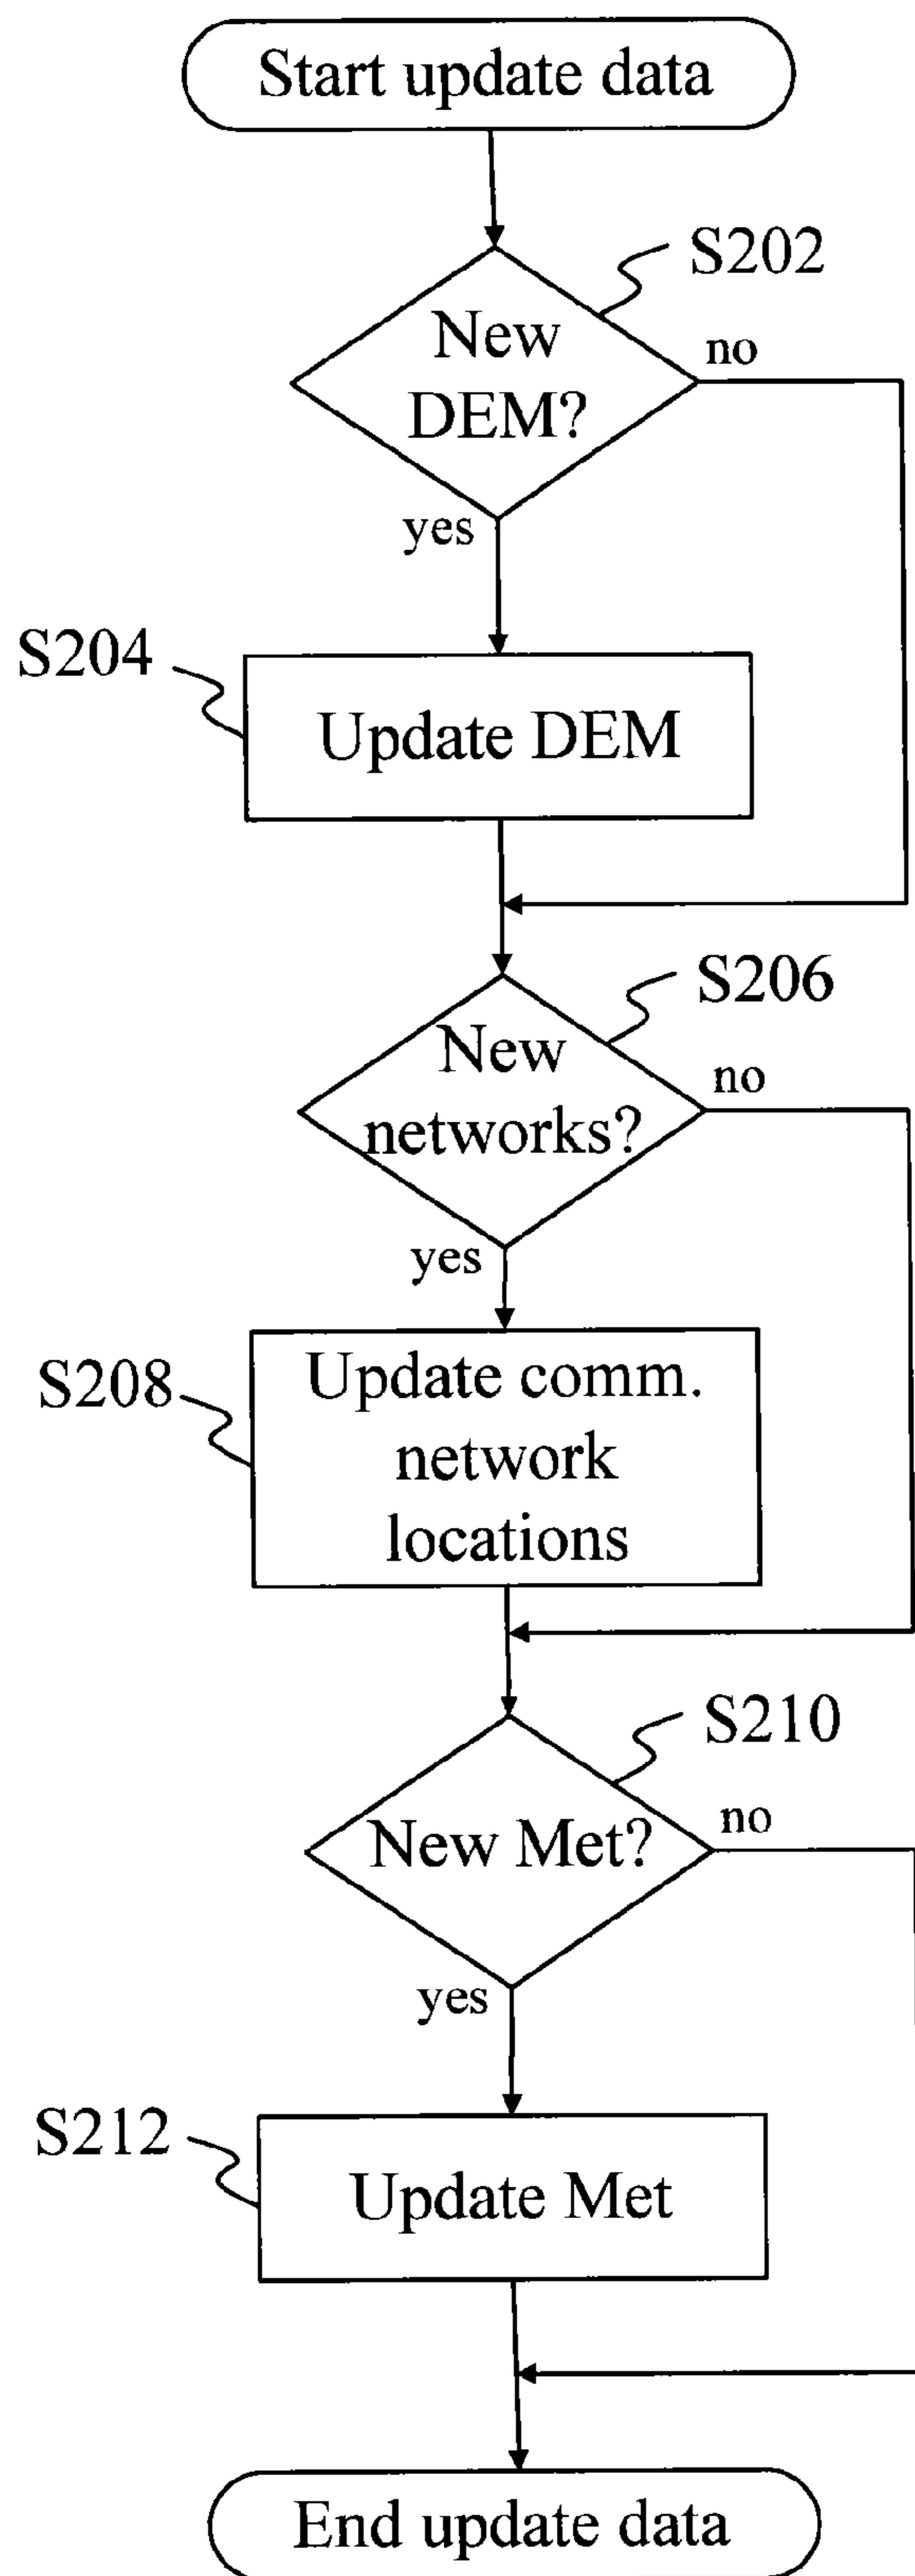 Start update data
S202
New
DEM?
no
yes
S204
Update DEM
S206
New
networks?
no
yes
S208
Update comm.
network
locations
S210
New Met?
no
yes
S212
Update Met
End update data